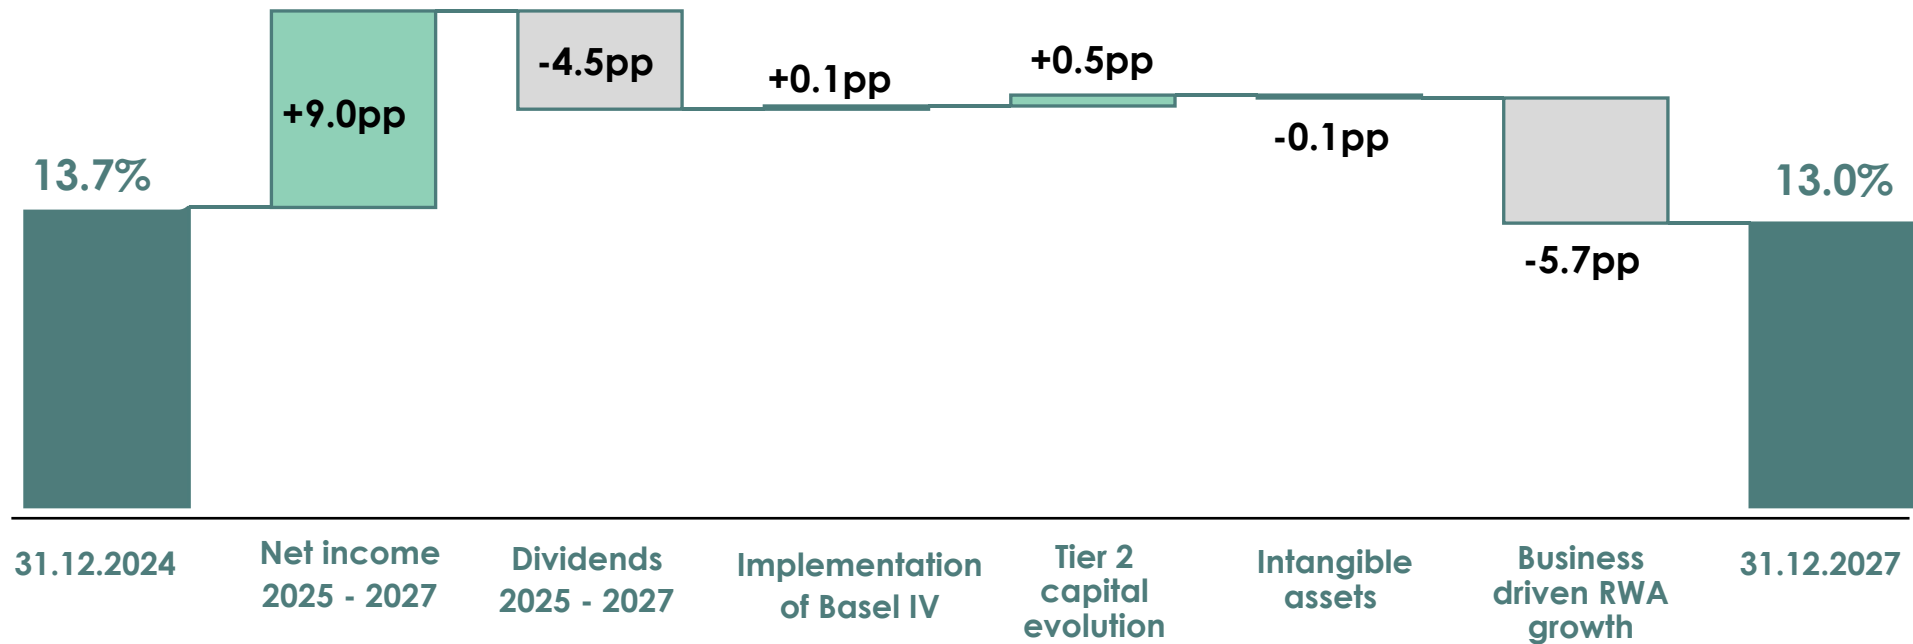 +9.0pp
-4.5pp
+0.1pp
+0.5pp
-0.1pp
-5.7pp
13.7%
13.0%
31.12.2024
Net income
2025 - 2027
Dividends
2025 - 2027
Implementation
of Basel IV
Tier 2
capital
evolution
Intangible
assets
Business
driven RWA
growth
31.12.2027